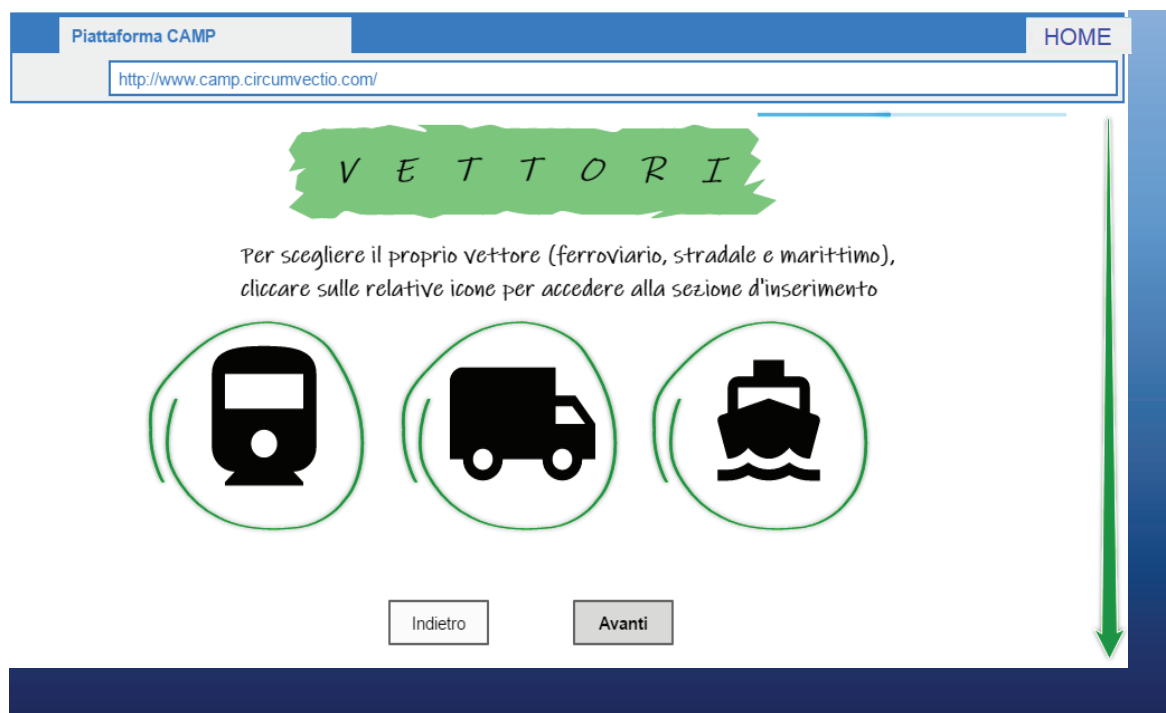 Piattaforma CAMP
HOME
http://www.camp.circumvectio.com/
V E T T O R I
Per scegliere il proprio vettore (ferroviario, stradale e marittimo),
cliccare sulle relative icone per accedere alla sezione d'inserimento
Indietro
Avanti